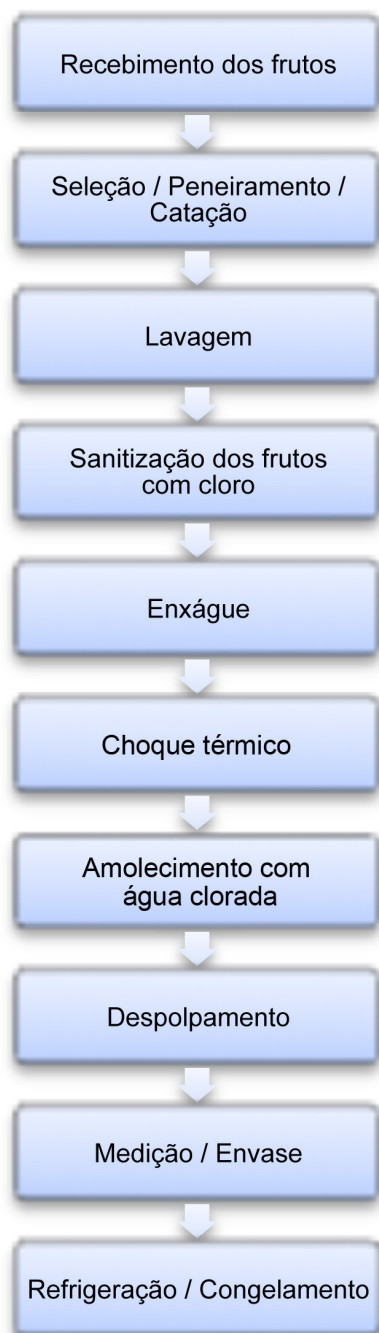 Recebimento dos frutos
Seleção / Peneiramento /
Catação
Lavagem
Sanitização dos frutos
com cloro
Enxágue
Choque térmico
Amolecimento com
água clorada
Despolpamento
Medição / Envase
Refrigeração / Congelamento